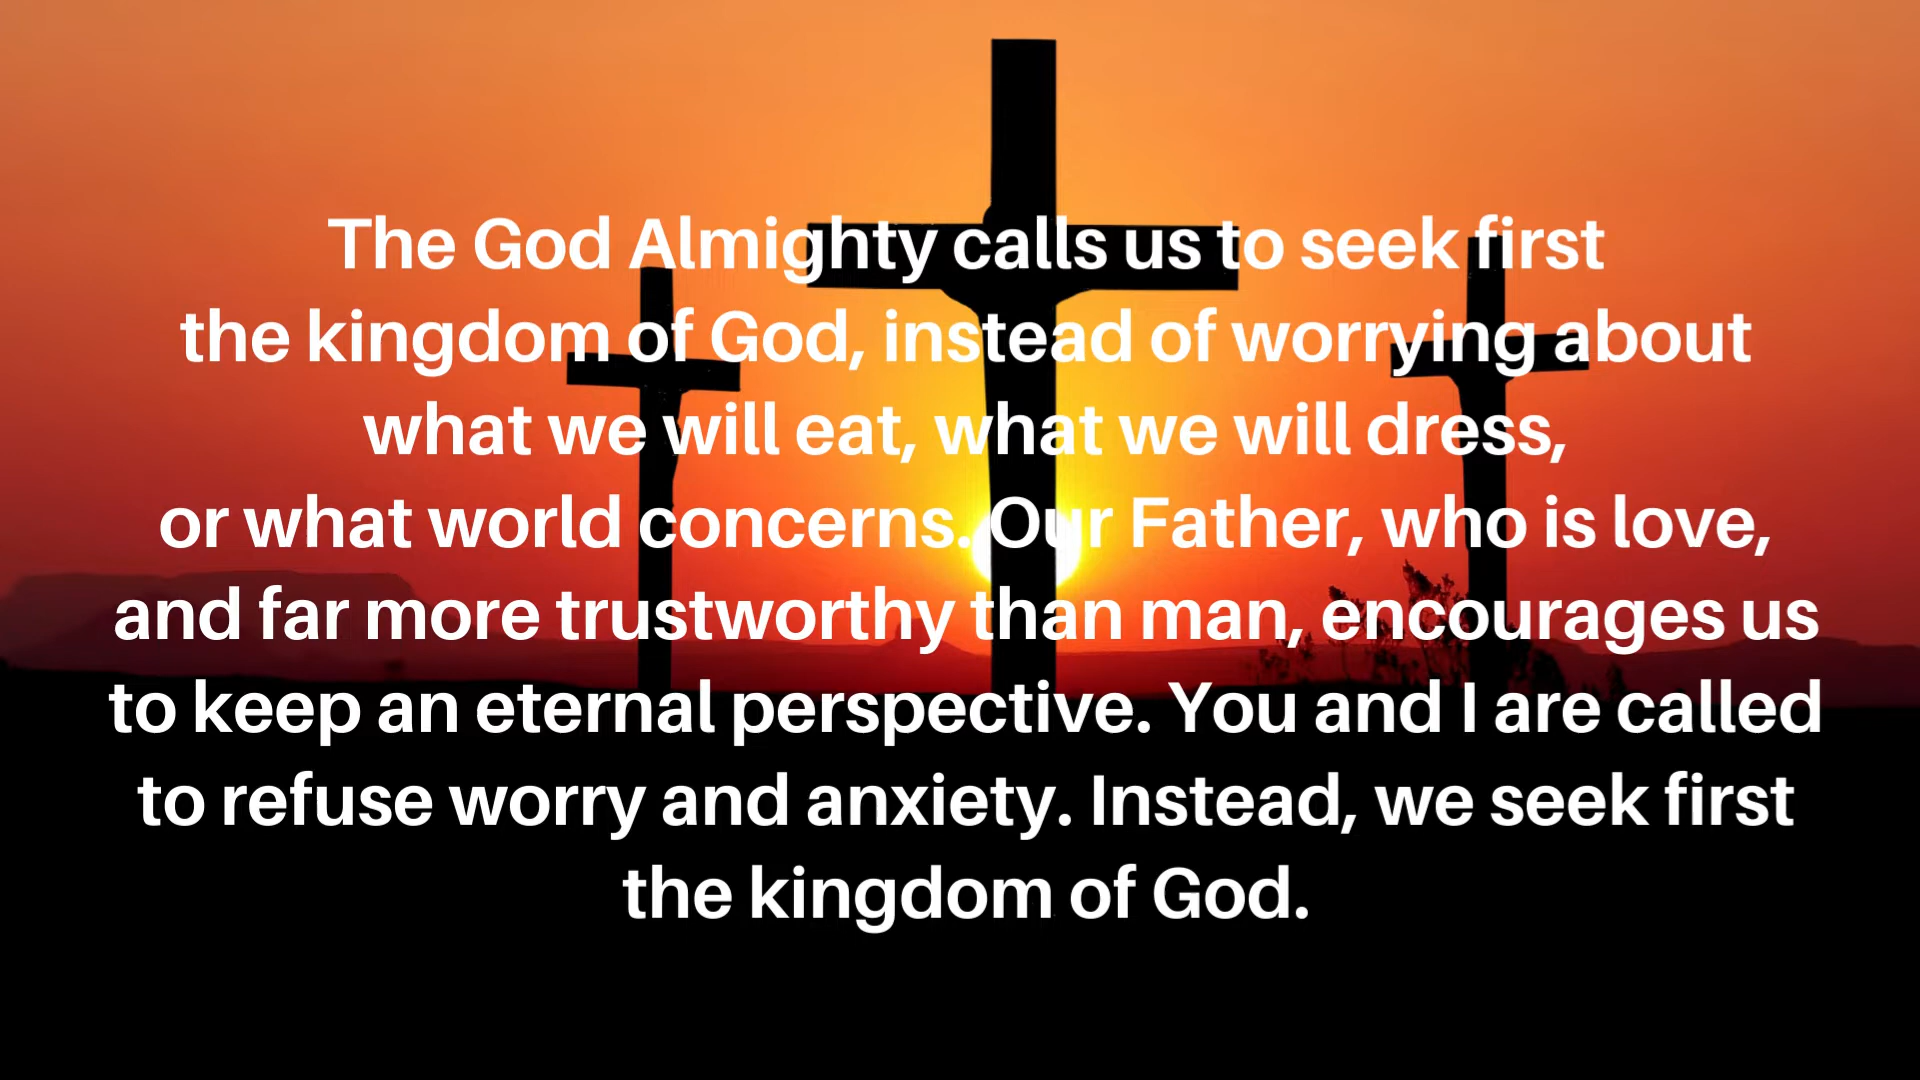 The God Almighty calls us to seek first
the kingdom of God, instead of worrying about
what we will eat, what we will dress,
or what world concerns. Our Father, who is love,
and far more trustworthy than man, encourages us
to keep an eternal perspective. You and I are called
to refuse worry and anxiety. Instead, we seek first
the kingdom of God.